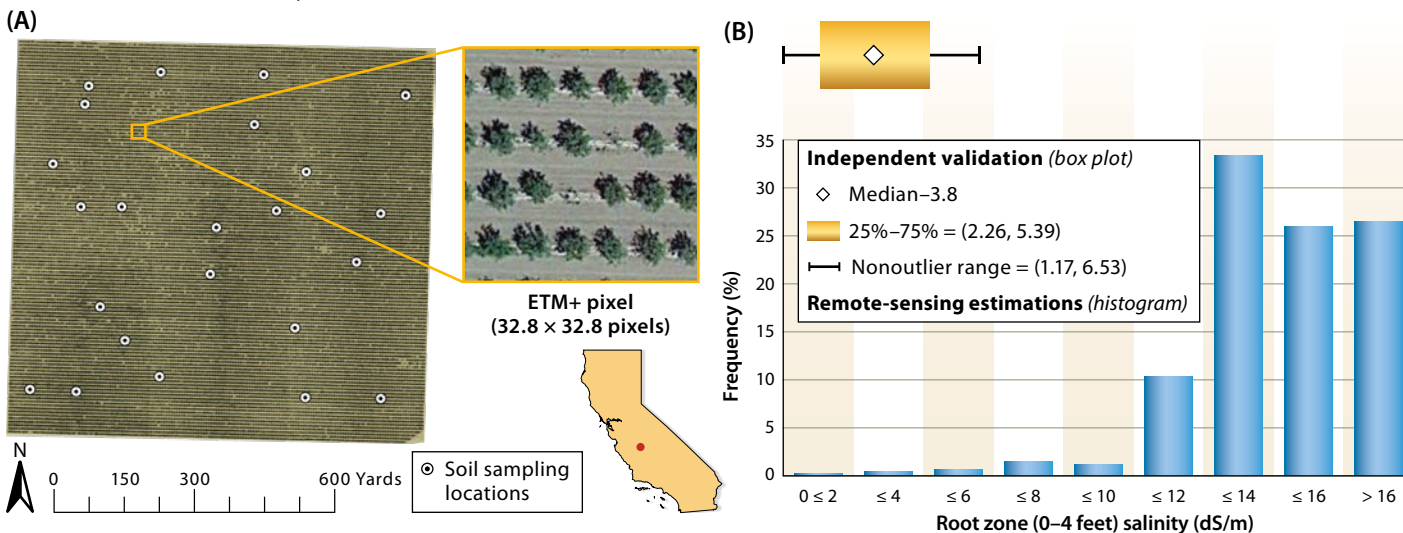 (A)
ETM+ pixel
(32.8 × 32.8 pixels)
N
0 150 300 600 Yards
Soil sampling
locations
(B)
Independent validation (box plot)
Median–3.8
25%–75% = (2.26, 5.39)
Nonoutlier range = (1.17, 6.53)
Remote-sensing estimations (histogram)
Frequency (%)
35
30
25
20
15
10
5
0
0 ≤ 2 ≤ 4 ≤ 6 ≤ 8 ≤ 10 ≤ 12 ≤ 14 ≤ 16 > 16
Root zone (0–4 feet) salinity (dS/m)